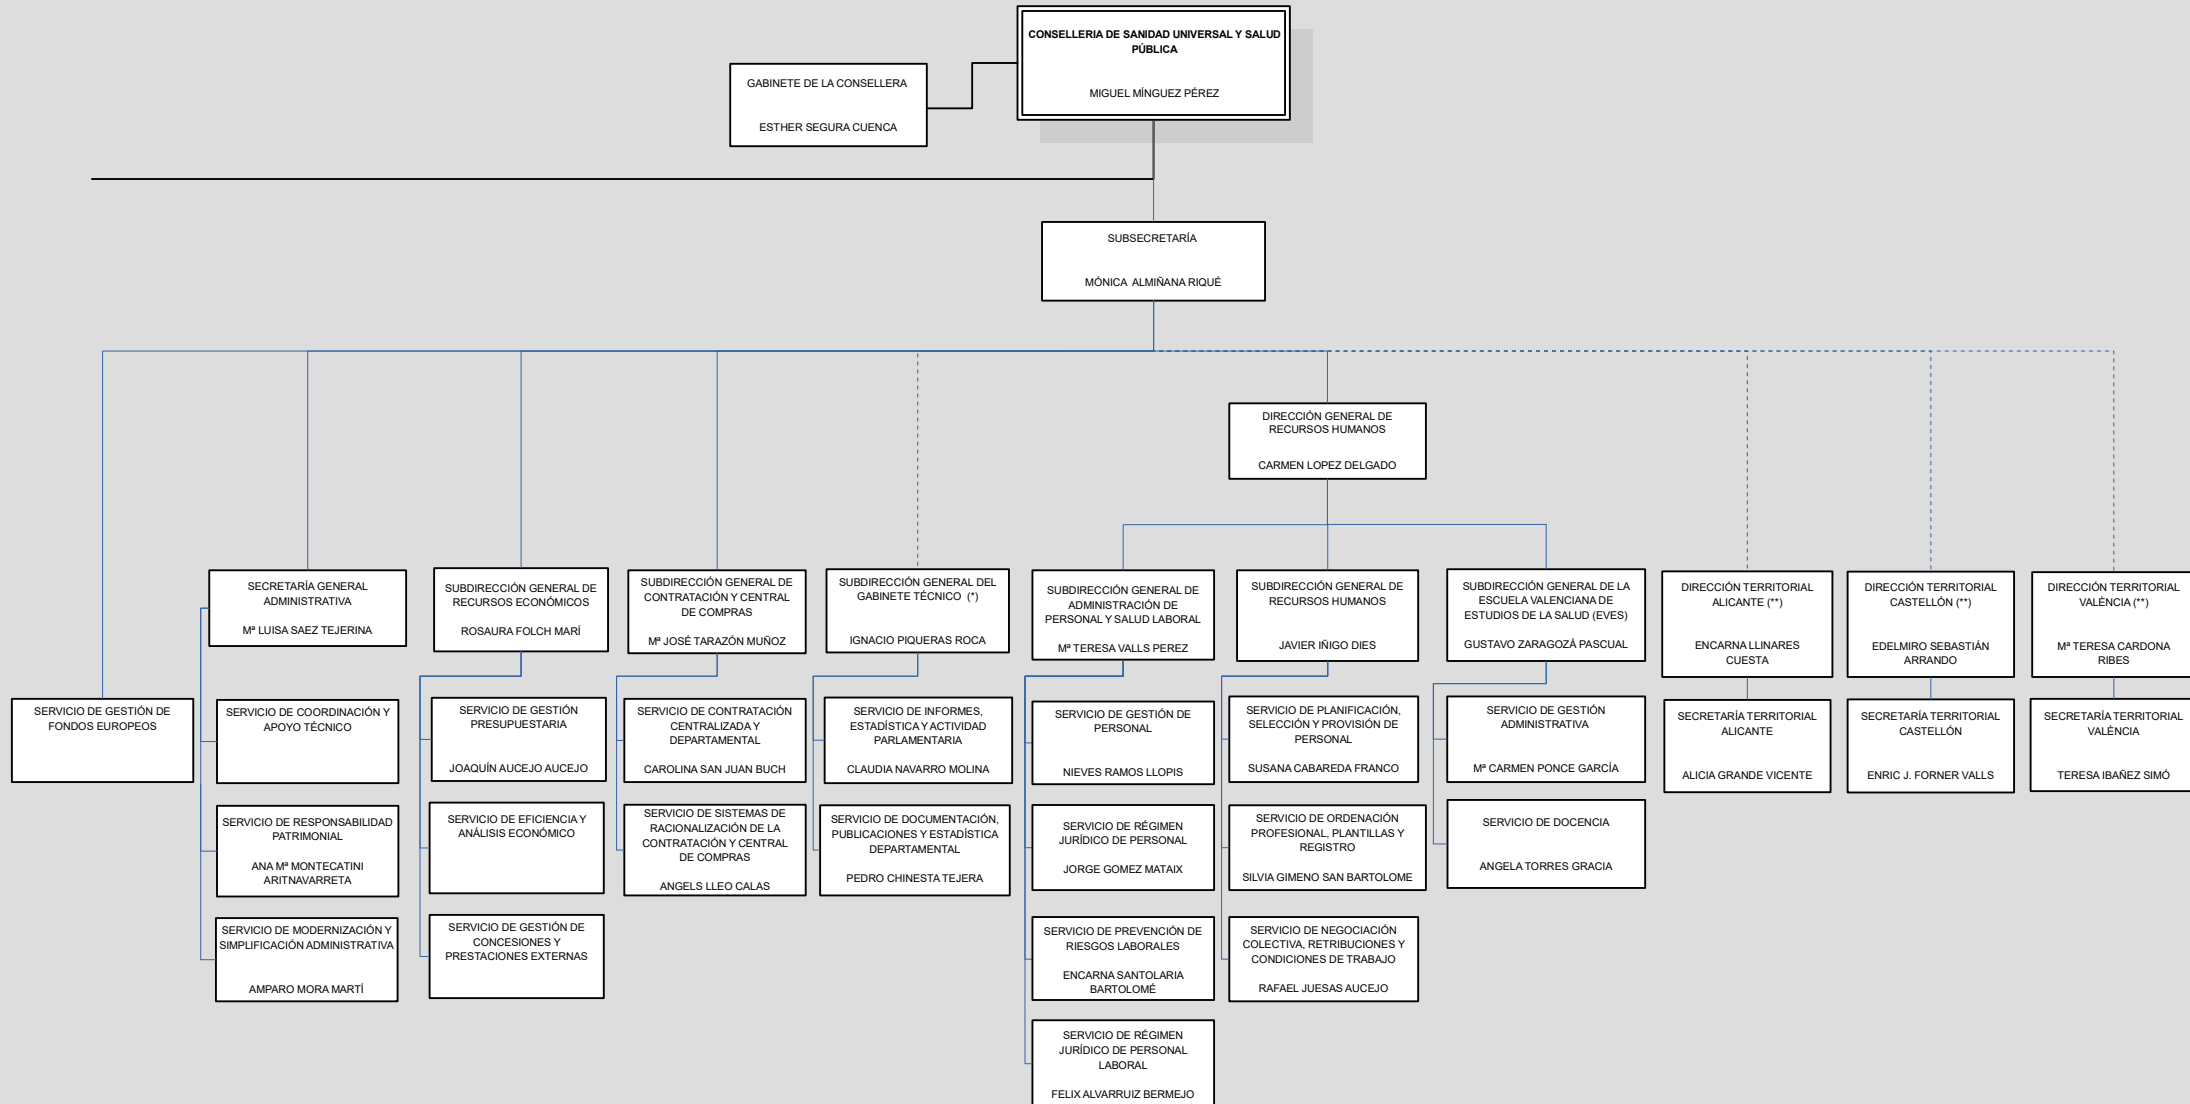 CONSELLERIA DE SANIDAD UNIVERSAL Y SALUD
PÚBLICA
MIGUEL MÍNGUEZ PÉREZ
GABINETE DE LA CONSELLERA
ESTHER SEGURA CUENCA
SUBSECRETARÍA
MÓNICA  ALMIÑANA RIQUÉ
DIRECCIÓN GENERAL DE
RECURSOS HUMANOS
CARMEN LOPEZ DELGADO
SERVICIO DE GESTIÓN DE
FONDOS EUROPEOS
SECRETARÍA GENERAL
ADMINISTRATIVA
Mª LUISA SAEZ TEJERINA
SERVICIO DE COORDINACIÓN Y
APOYO TÉCNICO
SERVICIO DE RESPONSABILIDAD
PATRIMONIAL
ANA Mª MONTECATINI
ARITNAVARRETA
SERVICIO DE MODERNIZACIÓN Y
SIMPLIFICACIÓN ADMINISTRATIVA
AMPARO MORA MARTÍ
SUBDIRECCIÓN GENERAL DE
RECURSOS ECONÓMICOS
ROSAURA FOLCH MARÍ
SERVICIO DE GESTIÓN
PRESUPUESTARIA
JOAQUÍN AUCEJO AUCEJO
SERVICIO DE EFICIENCIA Y
ANÁLISIS ECONÓMICO
SERVICIO DE GESTIÓN DE
CONCESIONES Y
PRESTACIONES EXTERNAS
SUBDIRECCIÓN GENERAL DE
CONTRATACIÓN Y CENTRAL
DE COMPRAS
Mª JOSÉ TARAZÓN MUÑOZ
SERVICIO DE CONTRATACIÓN
CENTRALIZADA Y
DEPARTAMENTAL
CAROLINA SAN JUAN BUCH
SERVICIO DE SISTEMAS DE
RACIONALIZACIÓN DE LA
CONTRATACIÓN Y CENTRAL
DE COMPRAS
ANGELS LLEO CALAS
SUBDIRECCIÓN GENERAL DEL
GABINETE TÉCNICO  (*)
IGNACIO PIQUERAS ROCA
SERVICIO DE INFORMES,
ESTADÍSTICA Y ACTIVIDAD
PARLAMENTARIA
CLAUDIA NAVARRO MOLINA
SERVICIO DE DOCUMENTACIÓN,
PUBLICACIONES Y ESTADÍSTICA
DEPARTAMENTAL
PEDRO CHINESTA TEJERA
SUBDIRECCIÓN GENERAL DE
ADMINISTRACIÓN DE
PERSONAL Y SALUD LABORAL
Mª TERESA VALLS PEREZ
SERVICIO DE GESTIÓN DE
PERSONAL
NIEVES RAMOS LLOPIS
SERVICIO DE RÉGIMEN
JURÍDICO DE PERSONAL
JORGE GOMEZ MATAIX
SERVICIO DE PREVENCIÓN DE
RIESGOS LABORALES
ENCARNA SANTOLARIA
BARTOLOMÉ
SERVICIO DE RÉGIMEN
JURÍDICO DE PERSONAL
LABORAL
FELIX ALVARRUIZ BERMEJO
SUBDIRECCIÓN GENERAL DE
RECURSOS HUMANOS
JAVIER IÑIGO DIES
SERVICIO DE PLANIFICACIÓN,
SELECCIÓN Y PROVISIÓN DE
PERSONAL
SUSANA CABAREDA FRANCO
SERVICIO DE ORDENACIÓN
PROFESIONAL, PLANTILLAS Y
REGISTRO
SILVIA GIMENO SAN BARTOLOME
SERVICIO DE NEGOCIACIÓN
COLECTIVA, RETRIBUCIONES Y
CONDICIONES DE TRABAJO
RAFAEL JUESAS AUCEJO
SUBDIRECCIÓN GENERAL DE LA
ESCUELA VALENCIANA DE
ESTUDIOS DE LA SALUD (EVES)
GUSTAVO ZARAGOZÁ PASCUAL
SERVICIO DE GESTIÓN
ADMINISTRATIVA
Mª CARMEN PONCE GARCÍA
SERVICIO DE DOCENCIA
ANGELA TORRES GRACIA
DIRECCIÓN TERRITORIAL
ALICANTE (**)
ENCARNA LLINARES
CUESTA
SECRETARÍA TERRITORIAL
ALICANTE
ALICIA GRANDE VICENTE
DIRECCIÓN TERRITORIAL
CASTELLÓN (**)
EDELMIRO SEBASTIÁN
ARRANDO
SECRETARÍA TERRITORIAL
CASTELLÓN
ENRIC J. FORNER VALLS
DIRECCIÓN TERRITORIAL
VALÈNCIA (**)
Mª TERESA CARDONA
RIBES
SECRETARÍA TERRITORIAL
VALÈNCIA
TERESA IBAÑEZ SIMÓ